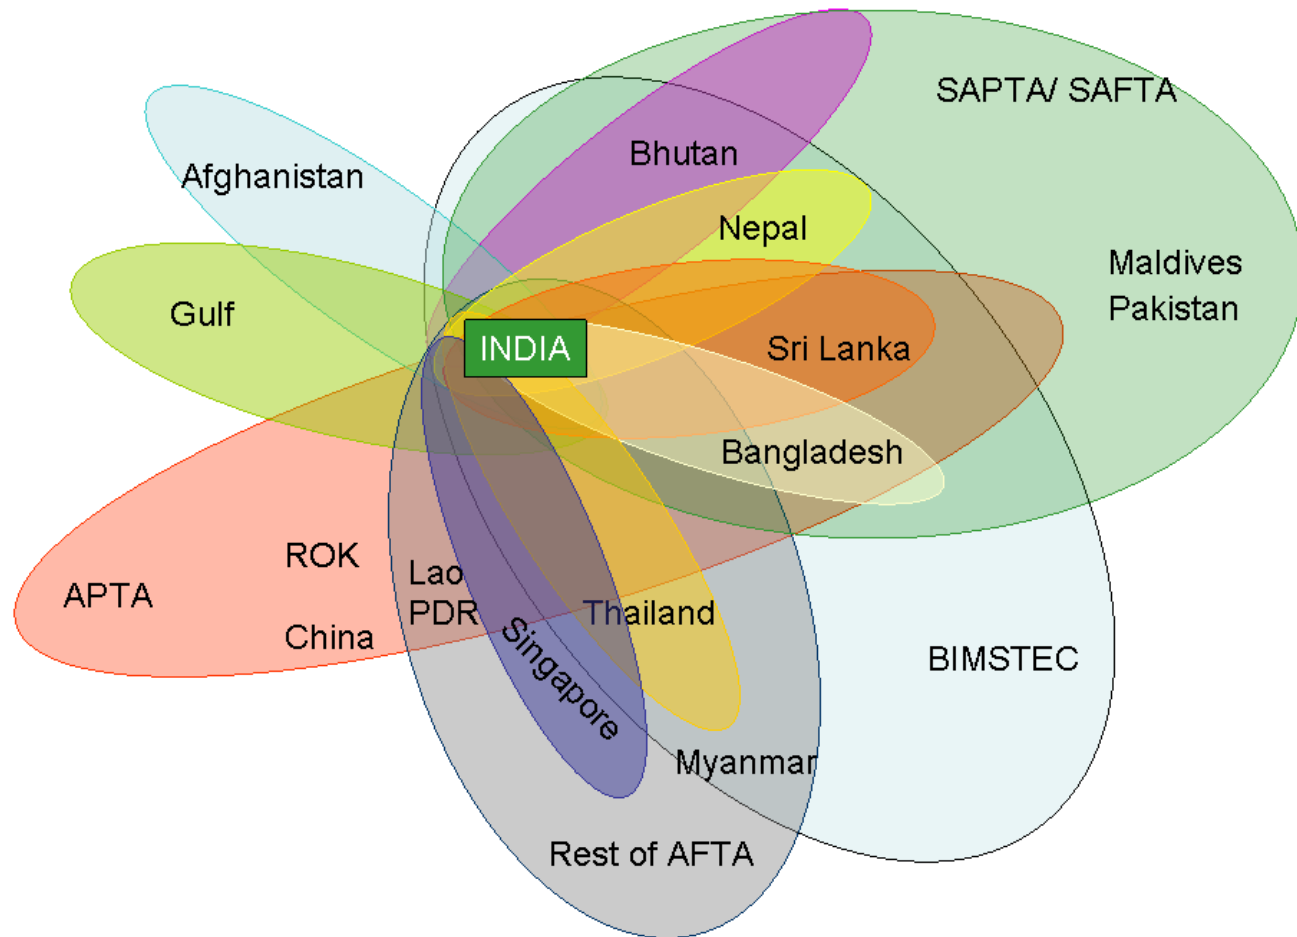 SAPTA/ SAFTA
Bhutan
Afghanistan
Nepal
Maldives
Pakistan
Gulf
INDIA
Sri Lanka
Bangladesh
ROK
Lao
PDR
APTA
Thailand
China
Singapore
BIMSTEC
Myanmar
Rest of AFTA